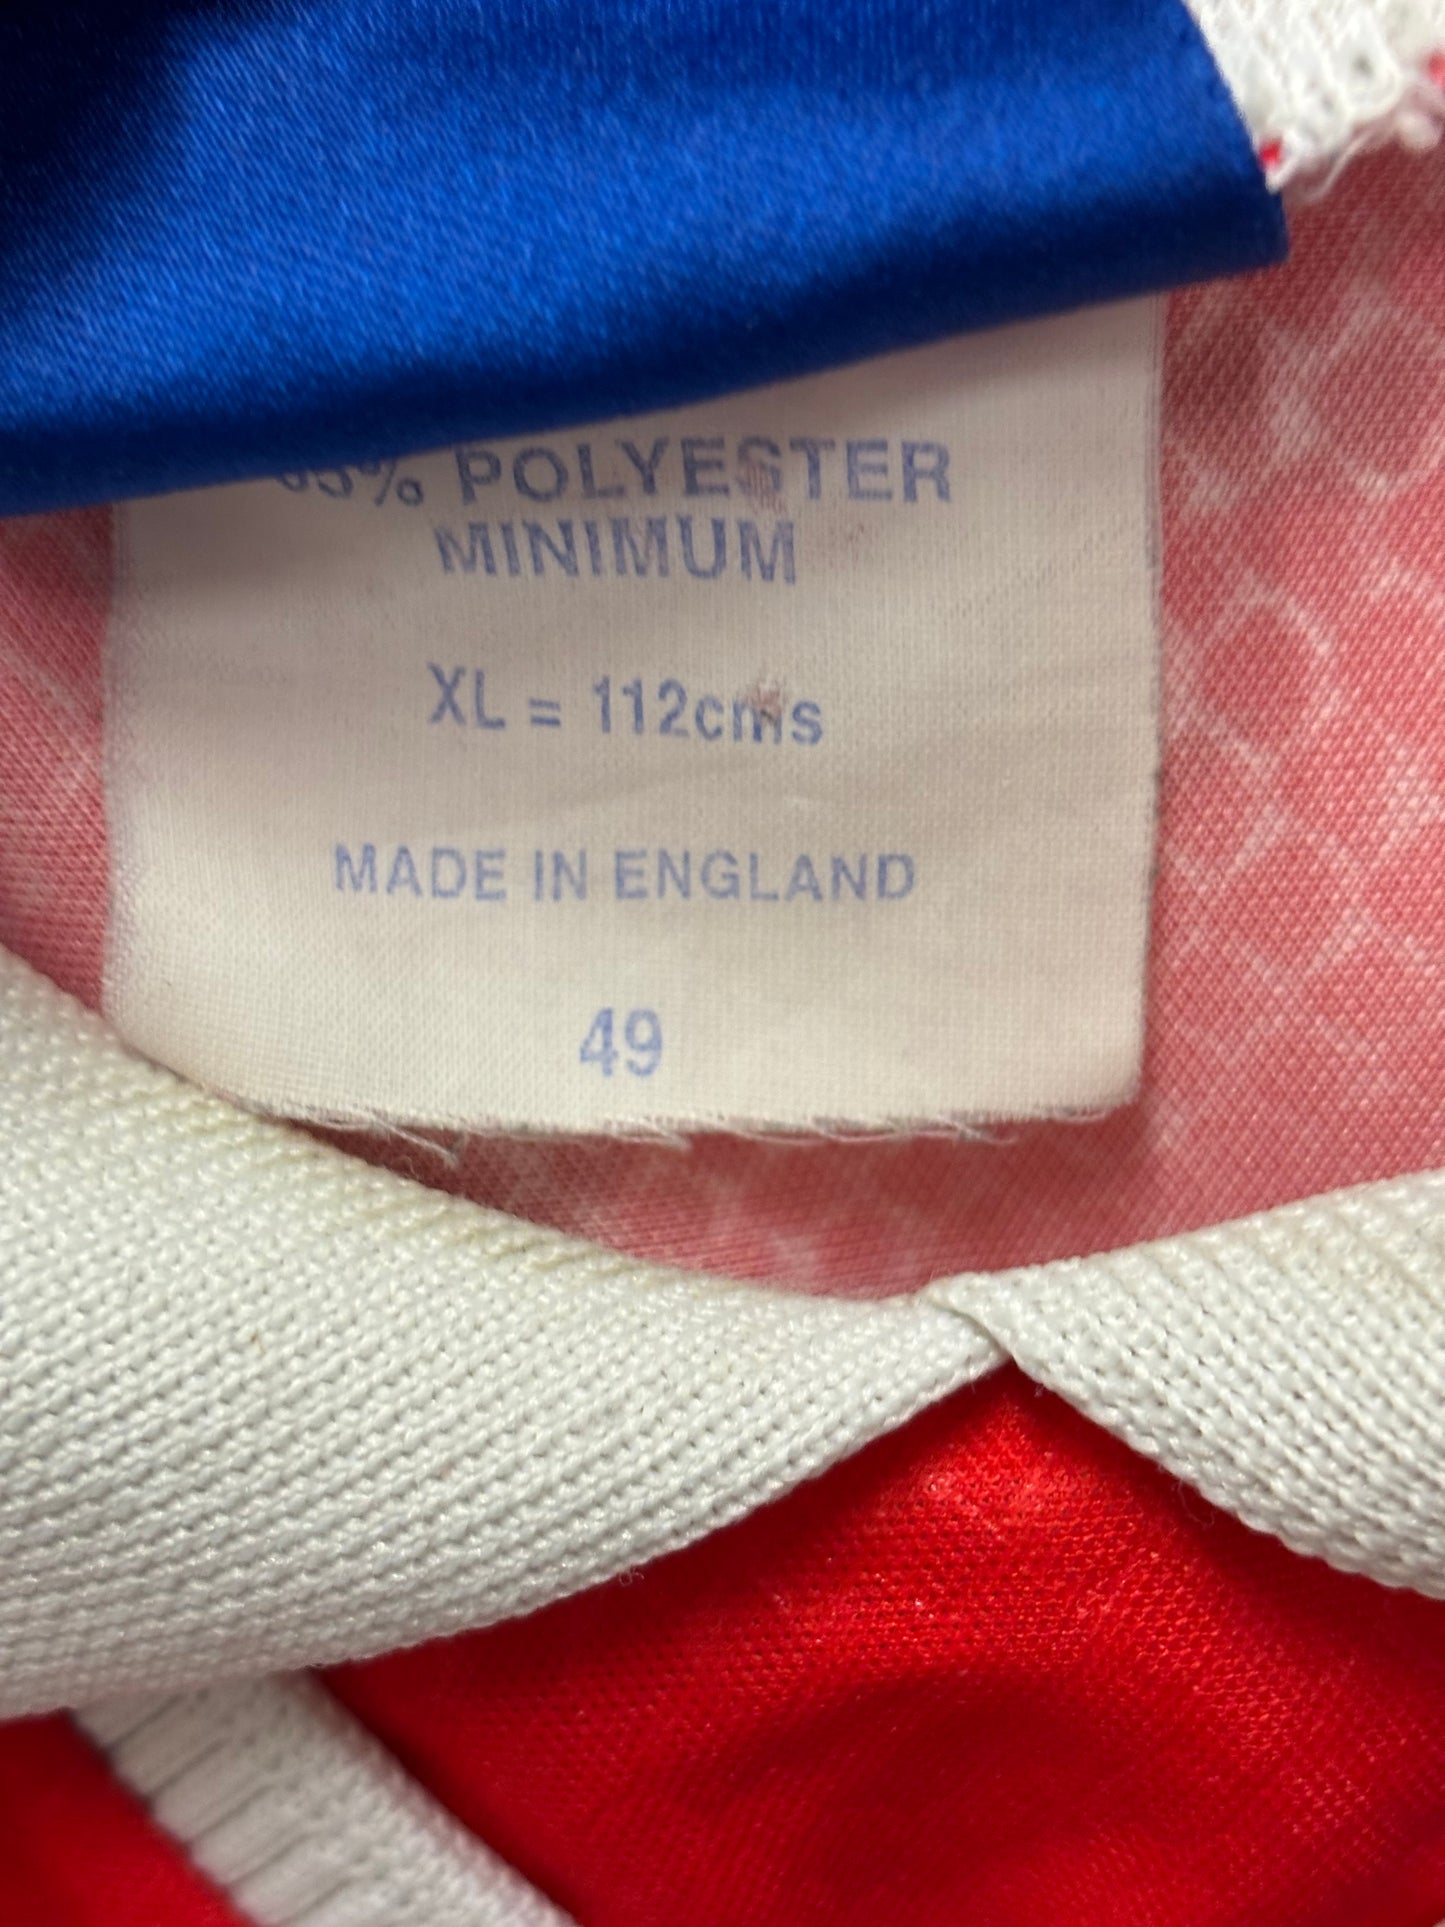 % POLYESTER
MINIMUM
XL = 112cms
MADE IN ENGLAND
49